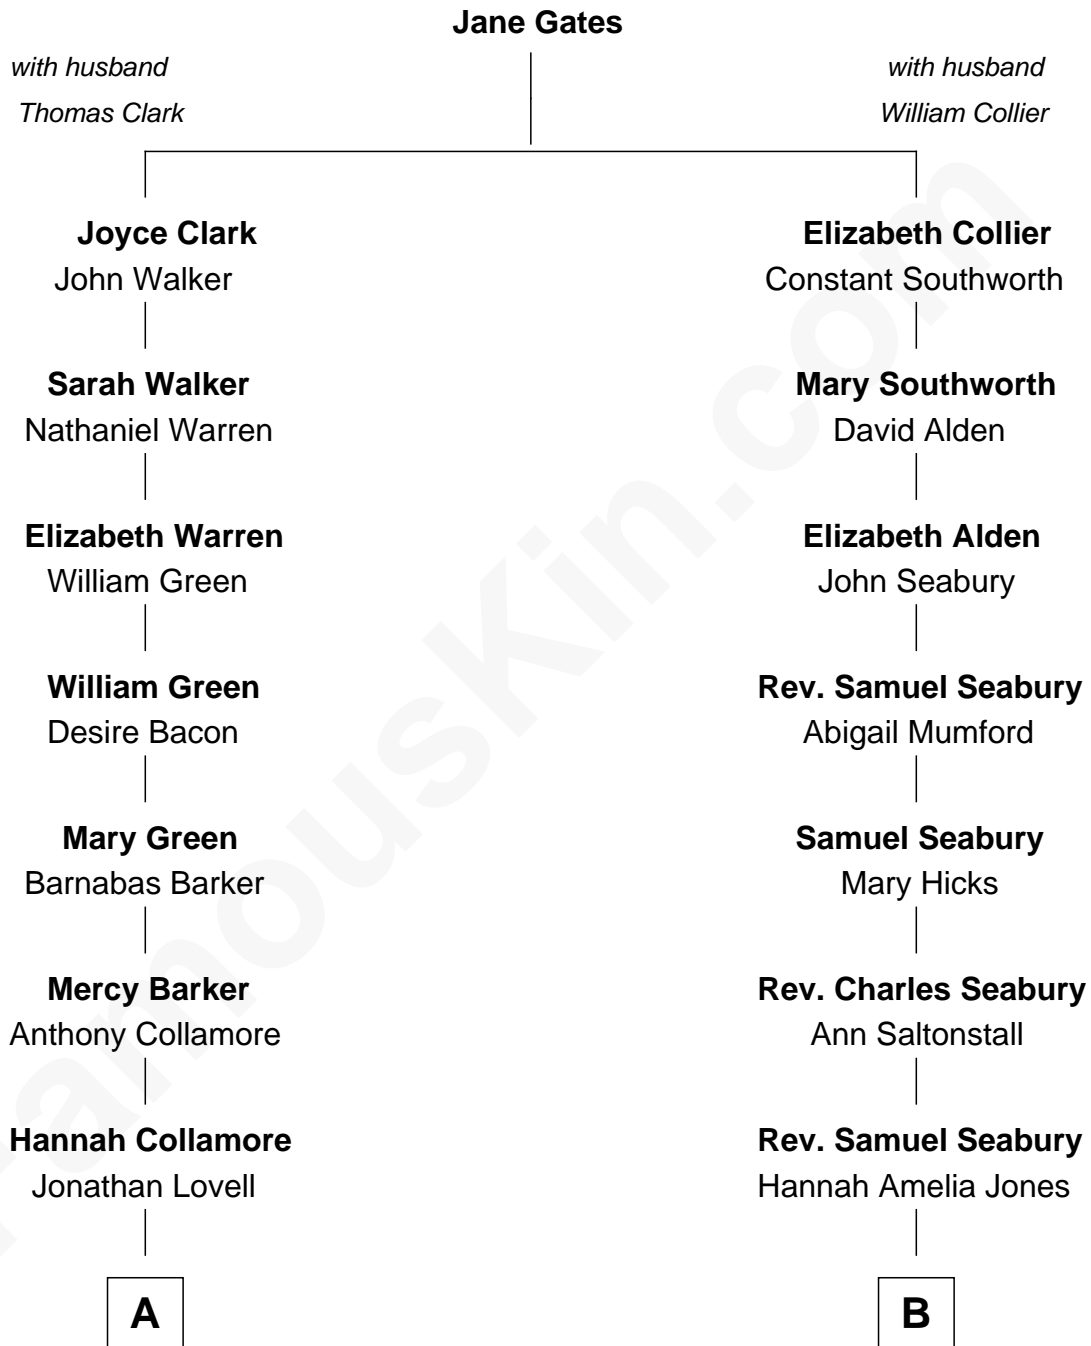 Jane Gates
with husband
Thomas Clark
with husband
William Collier
Joyce Clark
John Walker
Sarah Walker
Nathaniel Warren
Elizabeth Warren
William Green
William Green
Desire Bacon
Mary Green
Barnabas Barker
Mercy Barker
Anthony Collamore
Hannah Collamore
Jonathan Lovell
A
Elizabeth Collier
Constant Southworth
Mary Southworth
David Alden
Elizabeth Alden
John Seabury
Rev. Samuel Seabury
Abigail Mumford
Samuel Seabury
Mary Hicks
Rev. Charles Seabury
Ann Saltonstall
Rev. Samuel Seabury
Hannah Amelia Jones
B
FamousKin.com